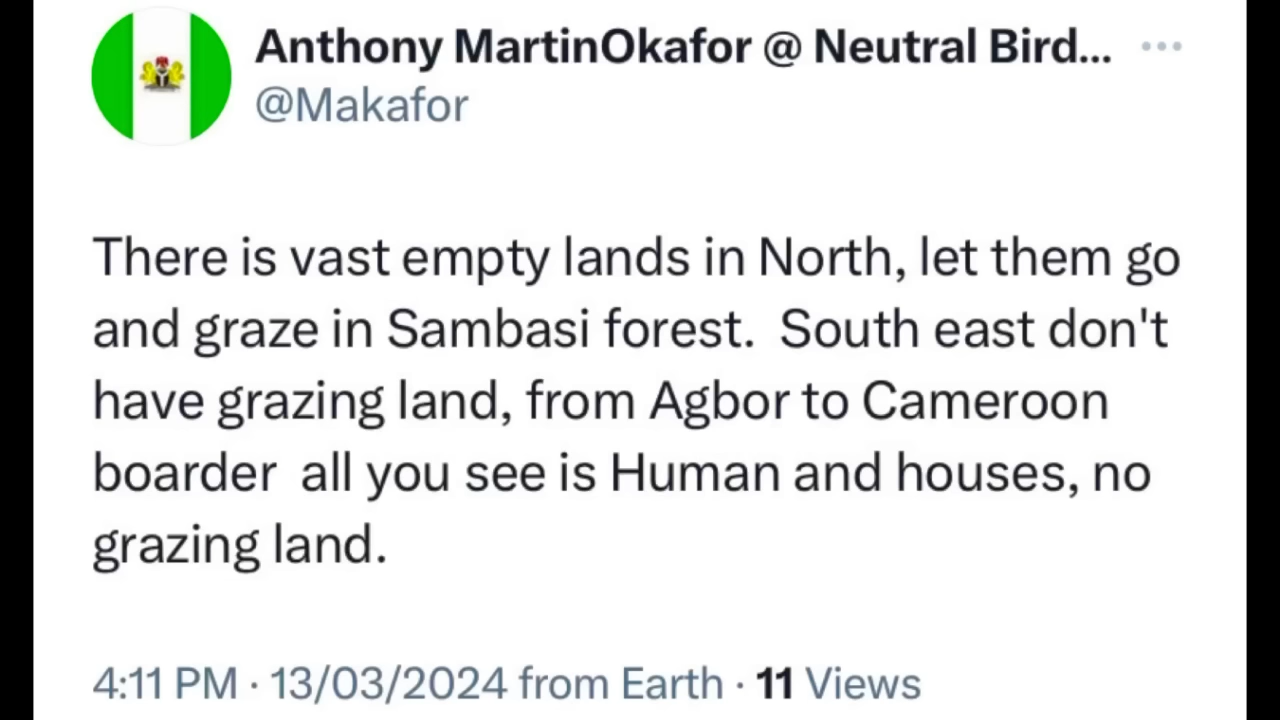 Anthony MartinOkafor @ Neutral Bird...
@Makafor
There is vast empty lands in North, let them go
and graze in Sambasi forest.  South east don't
have grazing land, from Agbor to Cameroon
boarder  all you see is Human and houses, no
grazing land.
4:11 PM · 13/03/2024 from Earth · 11 Views